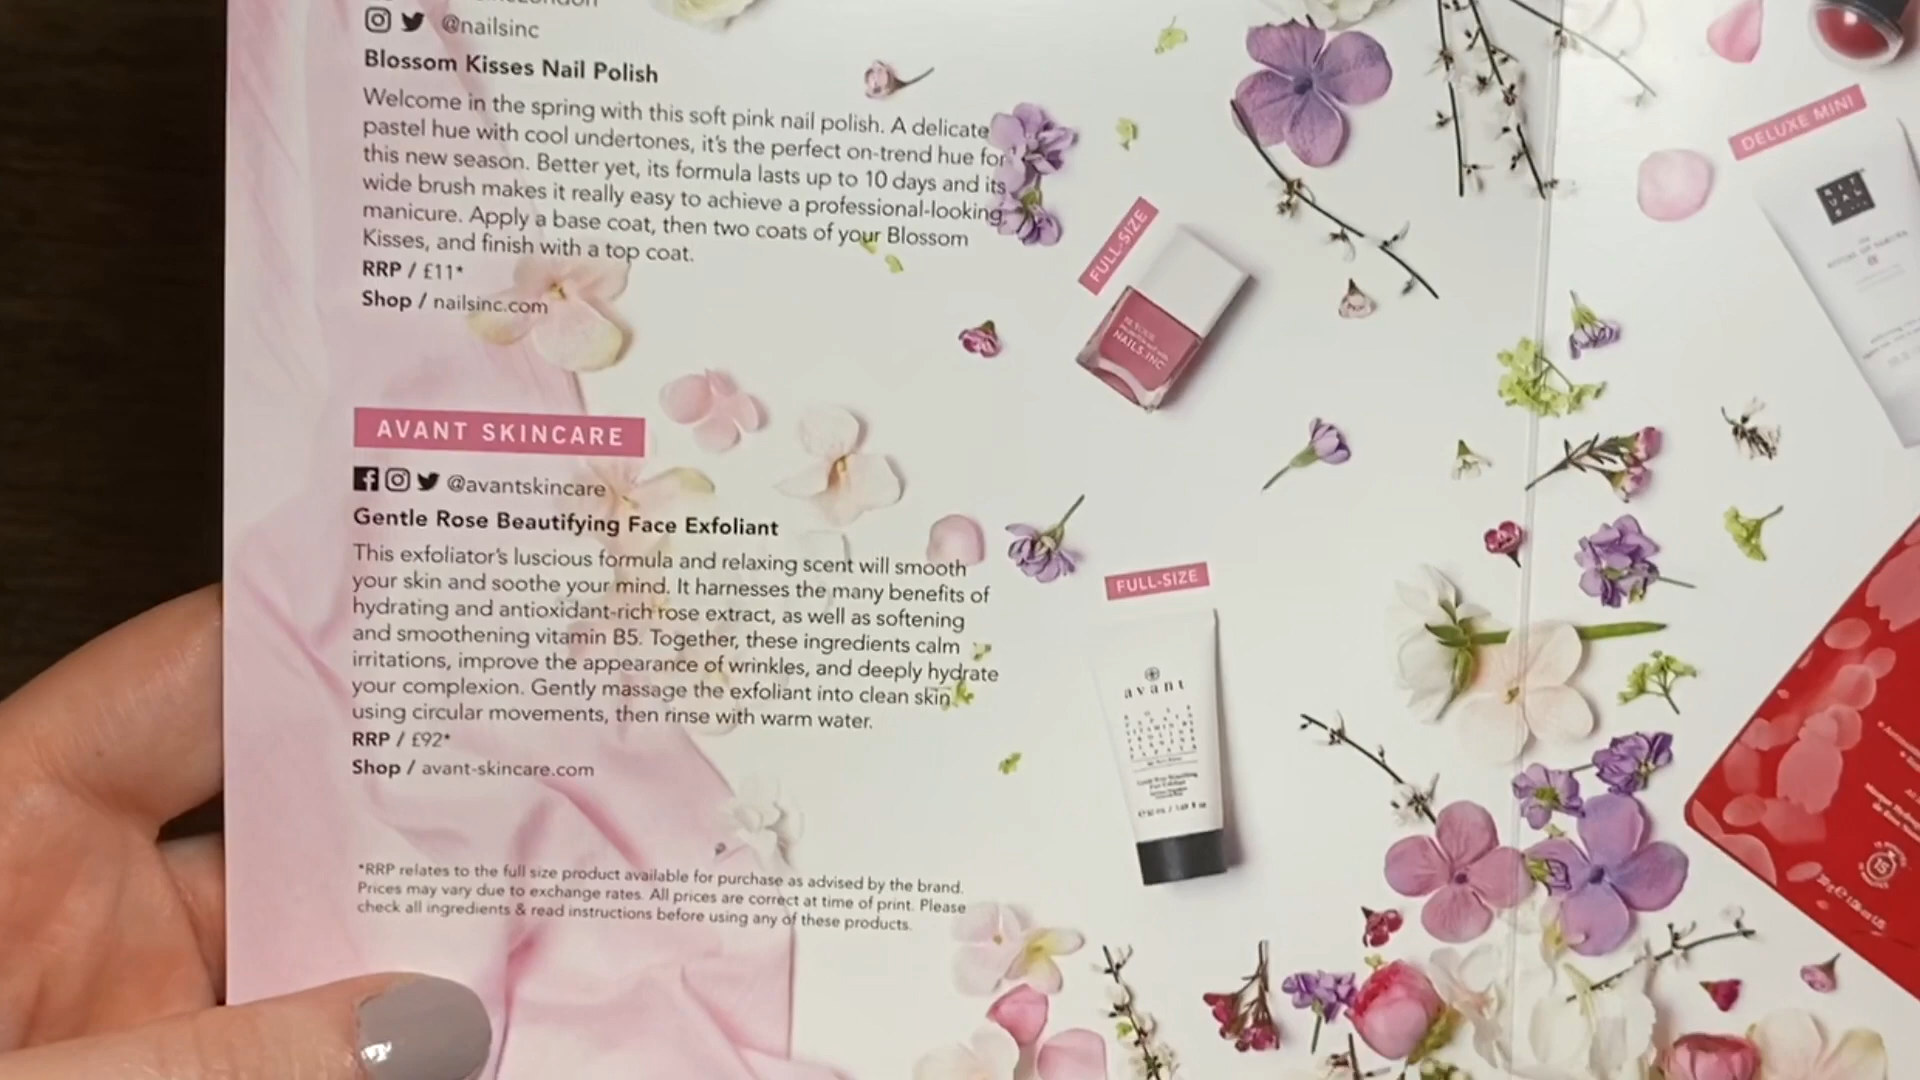 @nailsinc
Blossom Kisses Nail Polish
Welcome in the spring with this soft pink nail polish. A delicate
pastel hue with cool undertones, it's the perfect on-trend hue for
this new season. Better yet, its formula lasts up to 10 days and its
wide brush makes it really easy to achieve a professional-looking
manicure. Apply a base coat, then two coats of your Blossom
Kisses, and finish with a top coat.
RRP / £11*
Shop / nailsinc.com
AVANT SKINCARE
@avantskincare
Gentle Rose Beautifying Face Exfoliant
This exfoliator's luscious formula and relaxing scent will smooth
your skin and soothe your mind. It harnesses the many benefits of
hydrating and antioxidant-rich rose extract, as well as softening
and smoothening vitamin B5. Together, these ingredients calm
irritations, improve the appearance of wrinkles, and deeply hydrate
your complexion. Gently massage the exfoliant into clean skin
using circular movements, then rinse with warm water.
RRP / £92*
Shop / avant-skincare.com
*RRP relates to the full size product available for purchase as advised by the brand.
Prices may vary due to exchange rates. All prices are correct at time of print. Please
check all ingredients & read instructions before using any of these products.
FULL-SIZE
NAILS.INC
FULL-SIZE
avant
DELUXE MINI
RIT
UAL
15